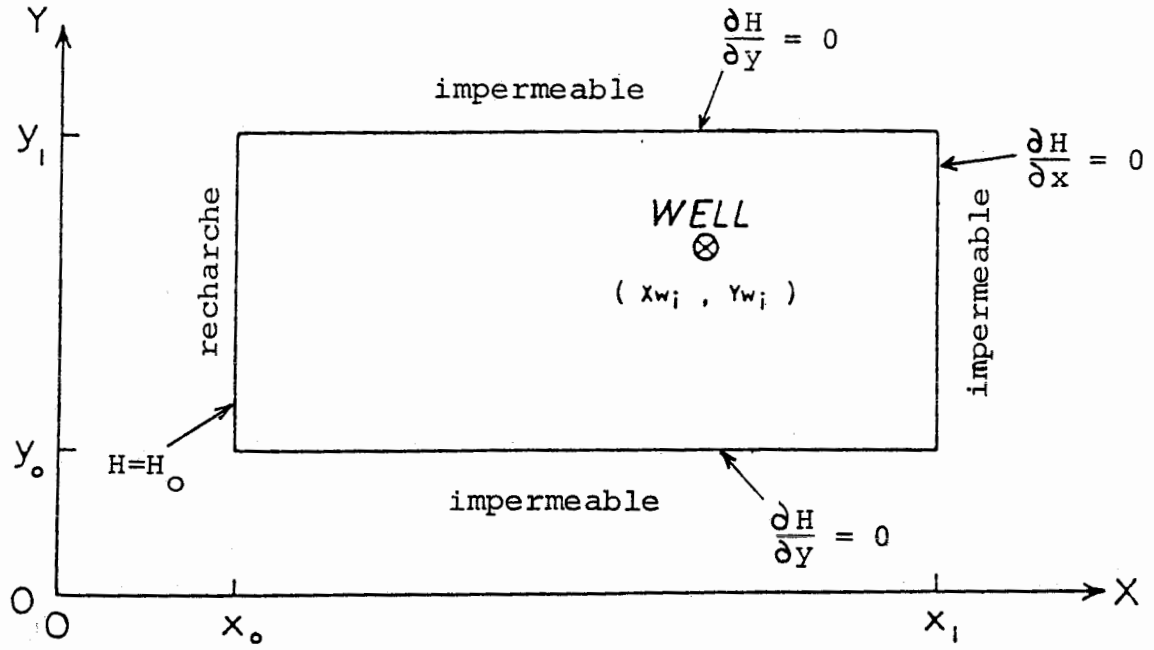 Y
∂H/∂y = 0
impermeable
y₁
∂H/∂x = 0
recharche
WELL
( Xwᵢ , Ywᵢ )
impermeable
y₀
H=H₀
impermeable
∂H/∂y = 0
O
X
O
x₀
x₁